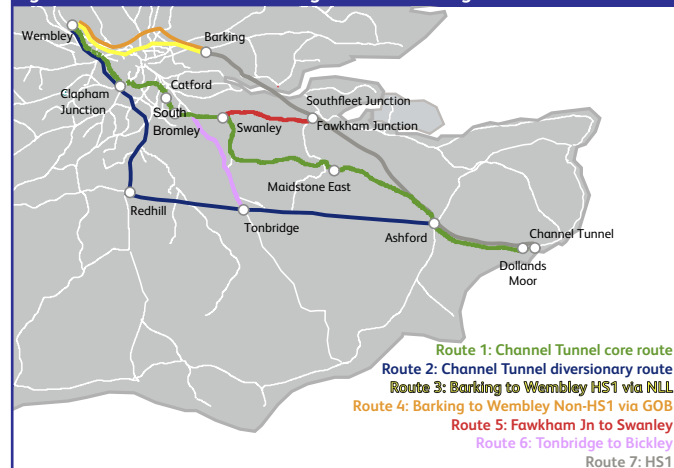 Wembley
Barking
Clapham
Junction
Catford
South
Bromley
Swanley
Southfleet Junction
Fawkham Junction
Maidstone East
Redhill
Tonbridge
Ashford
Channel Tunnel
Dollands
Moor
Route 1: Channel Tunnel core route
Route 2: Channel Tunnel diversionary route
Route 3: Barking to Wembley HS1 via NLL
Route 4: Barking to Wembley Non-HS1 via GOB
Route 5: Fawkham Jn to Swanley
Route 6: Tonbridge to Bickley
Route 7: HS1